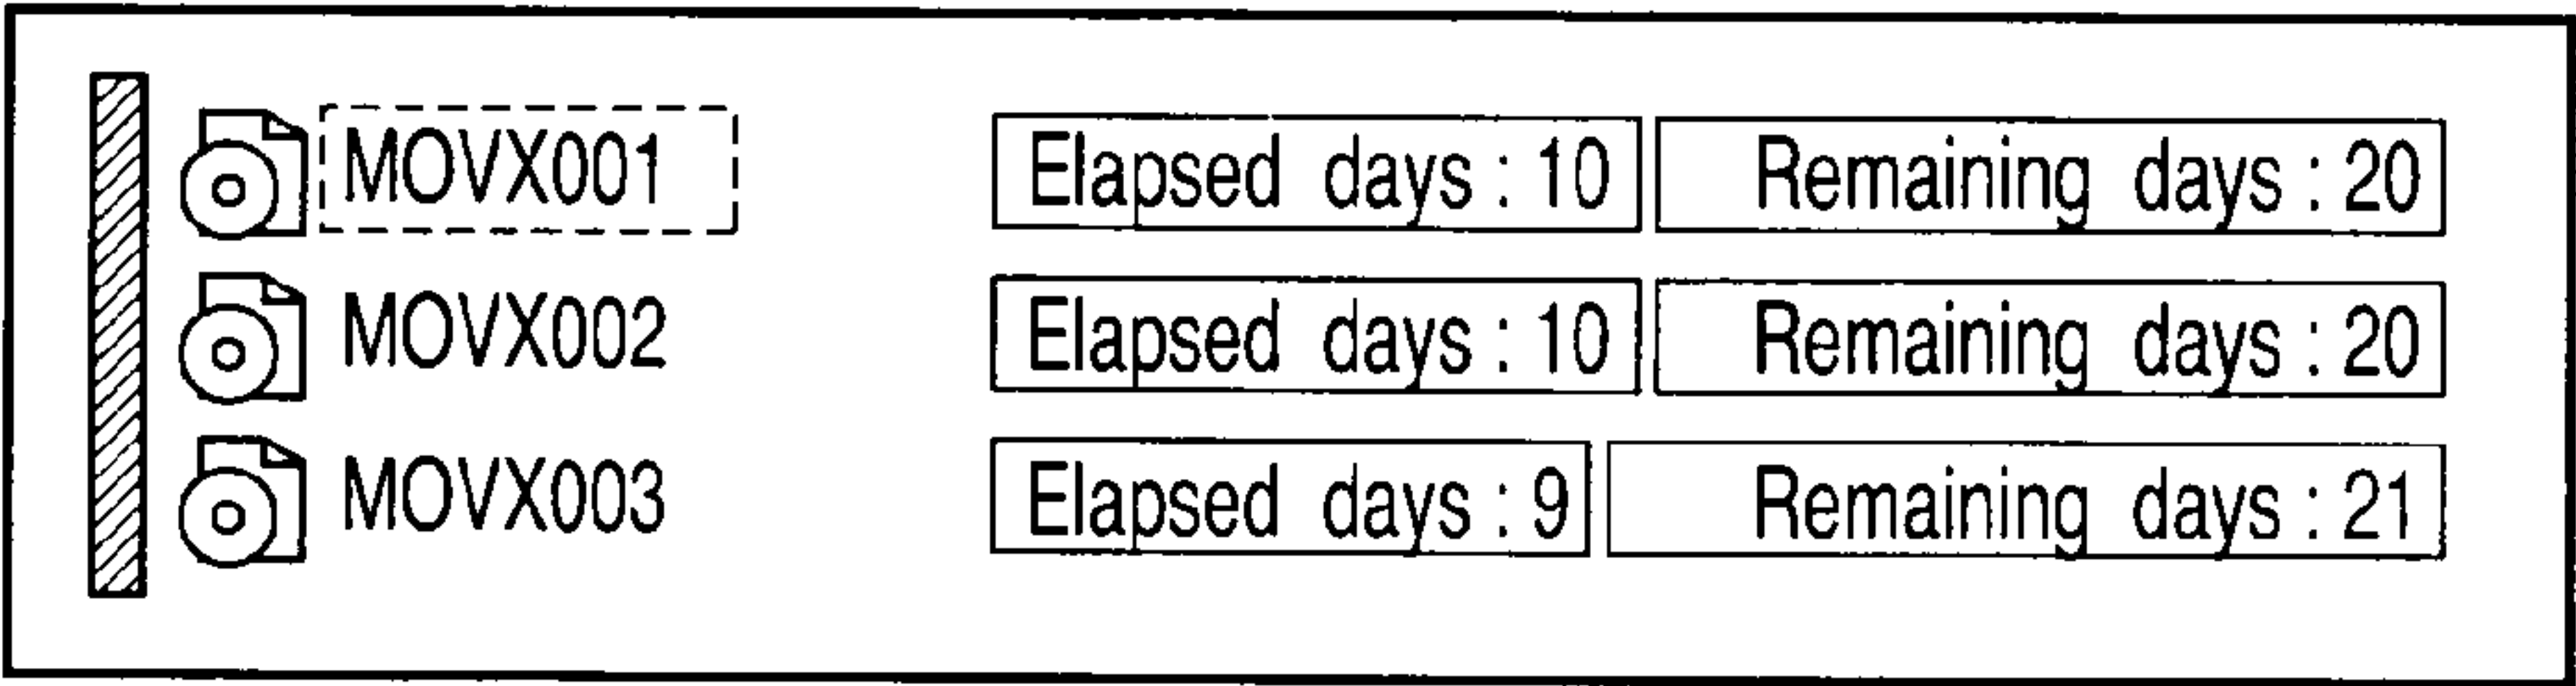 MOVX001 Elapsed days : 10 Remaining days : 20
MOVX002 Elapsed days : 10 Remaining days : 20
MOVX003 Elapsed days : 9 Remaining days : 21